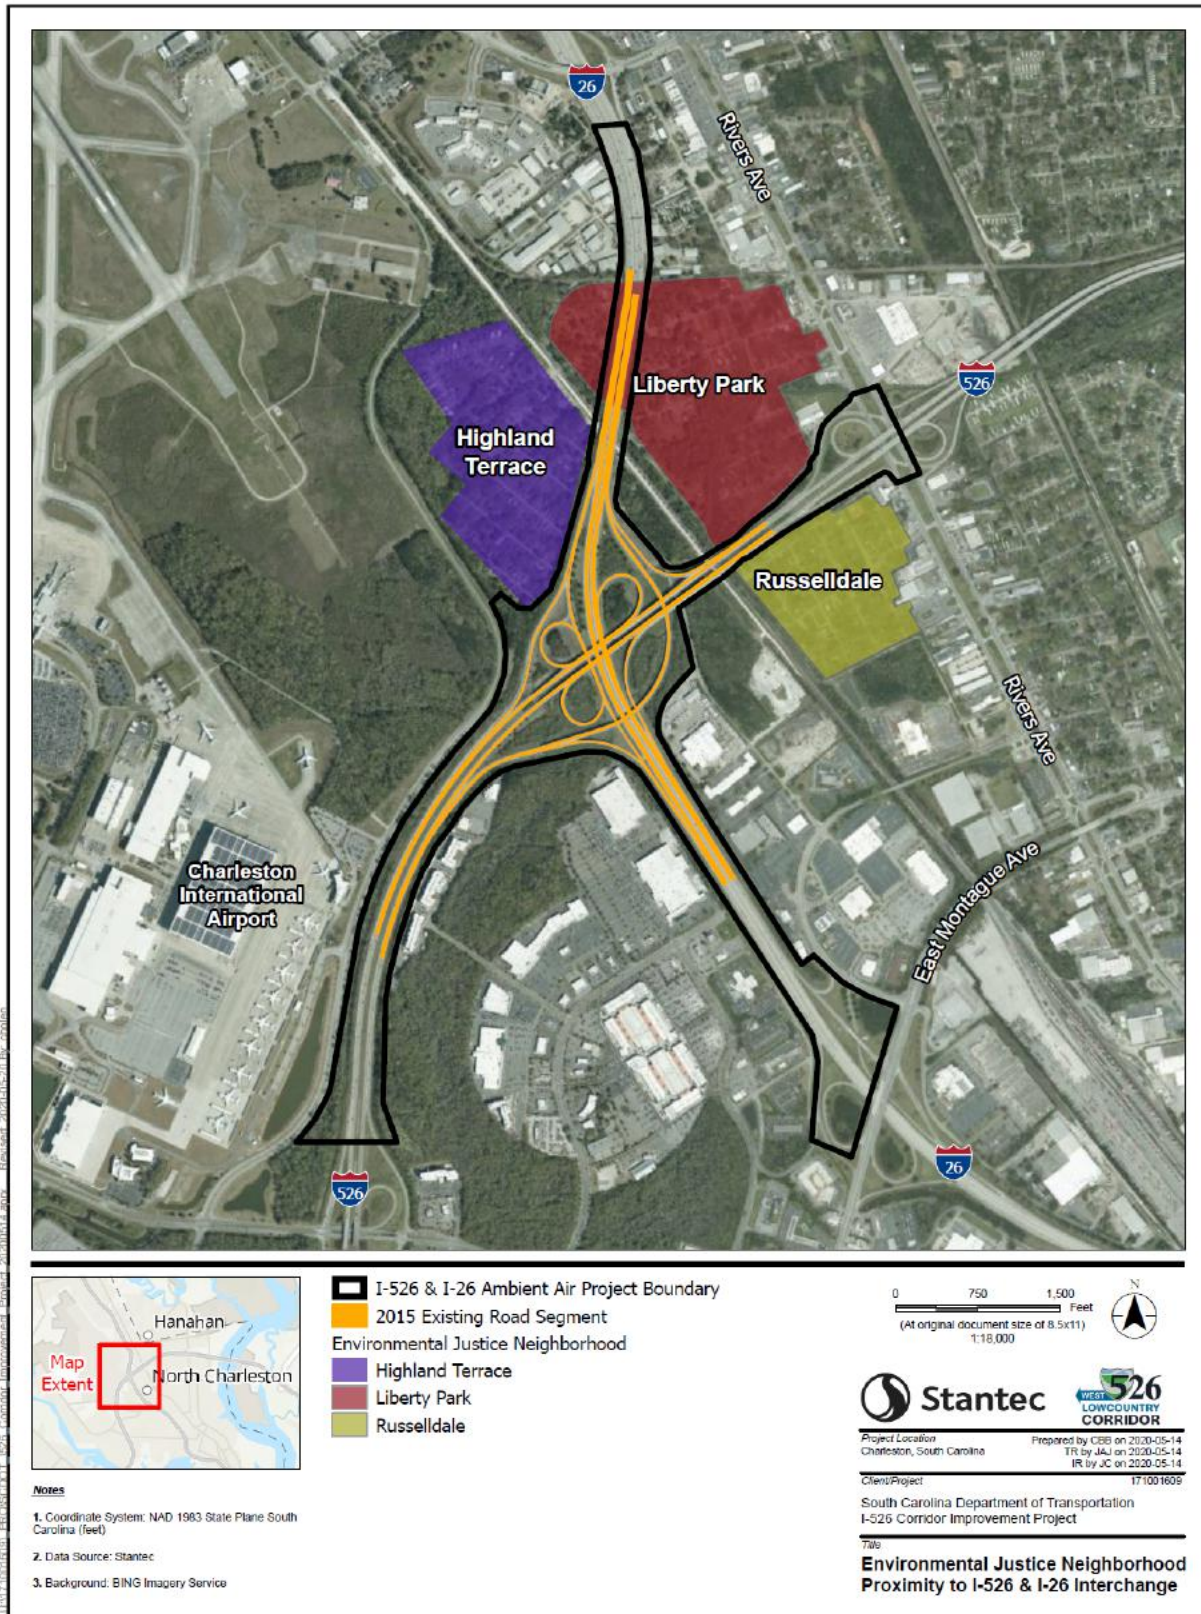 26
Rivers Ave
Liberty Park
526
Highland
Terrace
Russelldale
Rivers Ave
Charleston
International
Airport
East Montague Ave
526
26
I-526 & I-26 Ambient Air Project Boundary
2015 Existing Road Segment
Environmental Justice Neighborhood
Highland Terrace
Liberty Park
Russelldale
Hanahan
North Charleston
Map
Extent
Notes
1. Coordinate System: NAD 1983 State Plane South
Carolina (feet)
2. Data Source: Stantec
3. Background: BING Imagery Service
0 750 1,500
Feet
(At original document size of 8.5x11)
1:18,000
N
Stantec
WEST 526
LOWCOUNTRY
CORRIDOR
Project Location
Charleston, South Carolina
Prepared by CBB on 2020-05-14
TR by JAJ on 2020-05-14
IR by JC on 2020-05-14
Client/Project
171001609
South Carolina Department of Transportation
I-526 Corridor Improvement Project
Title
Environmental Justice Neighborhood
Proximity to I-526 & I-26 Interchange